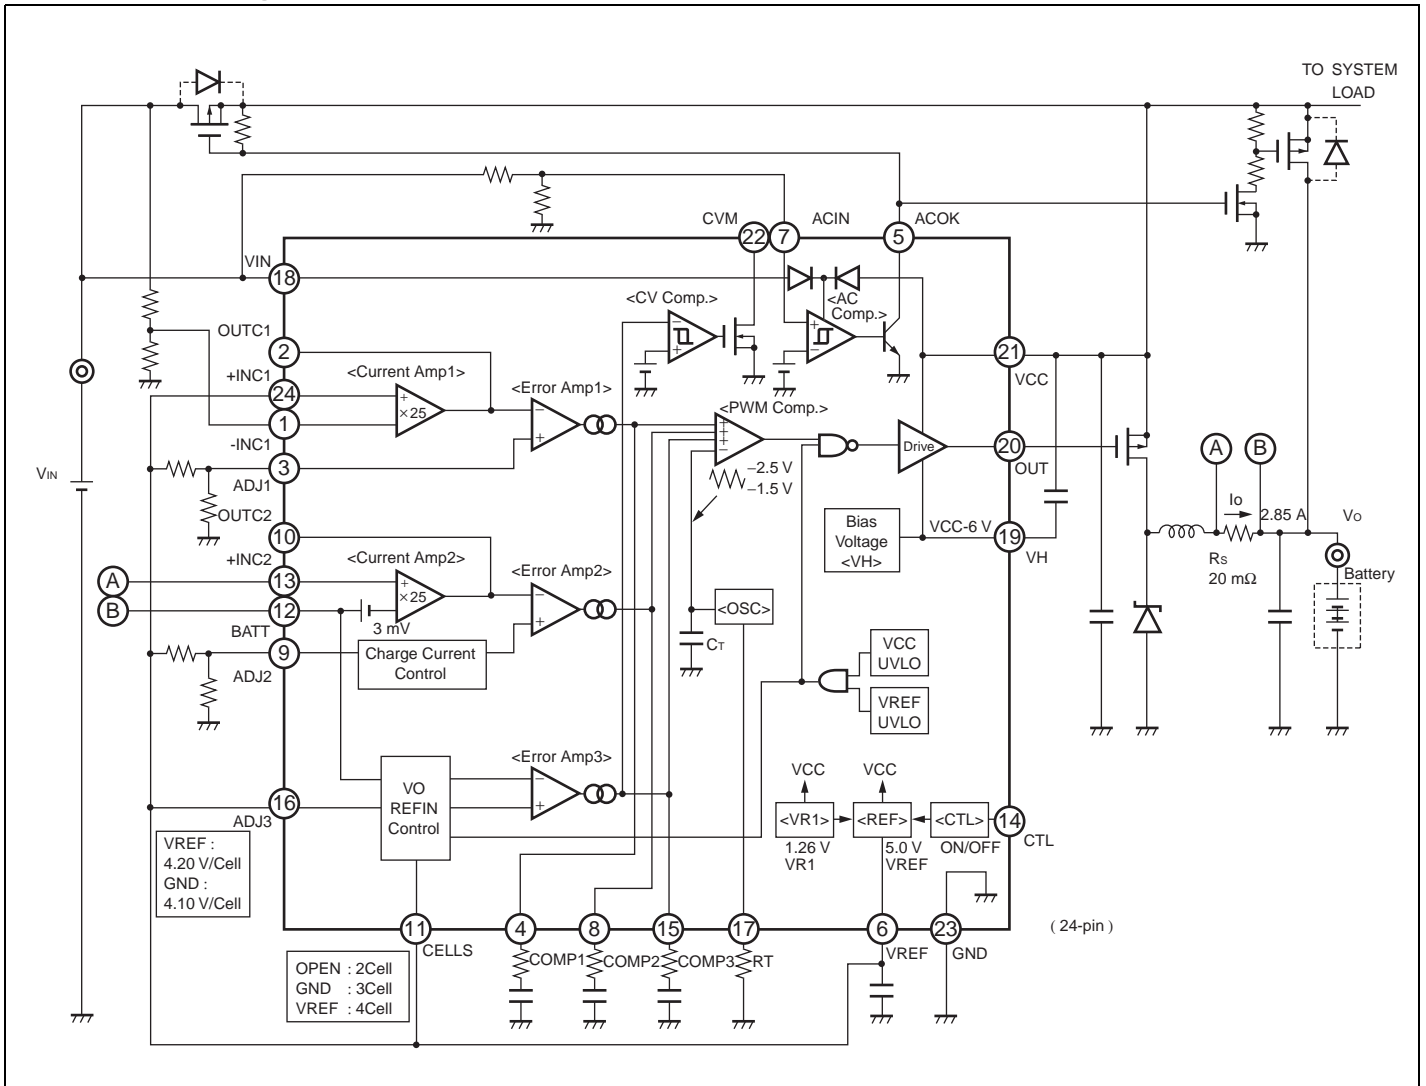 TO SYSTEM
LOAD
CVM
22
7
ACIN
5
ACOK
VIN
18
<CV Comp.>
<AC
Comp.>
−
+
+
−
OUTC1
2
21
VCC
+INC1
24
<Current Amp1>
<Error Amp1>
+
×25
−
+
<PWM Comp.>
+
+
+
−
1
-INC1
Drive
20
OUT
A
B
VIN
3
ADJ1
−2.5 V
−1.5 V
Io
2.85 A
VO
OUTC2
10
Bias
Voltage
<VH>
VCC-6 V
19
VH
RS
20 mΩ
+INC2
<Current Amp2>
<Error Amp2>
A
13
+
×25
−
+
Battery
B
12
3 mV
<OSC>
BATT
9
Charge Current
Control
CT
VCC
UVLO
ADJ2
VREF
UVLO
<Error Amp3>
−
+
VO
REFIN
Control
VCC
VCC
16
ADJ3
<VR1>
<REF>
<CTL>
14
CTL
1.26 V
VR1
5.0 V
VREF
ON/OFF
VREF :
4.20 V/Cell
GND :
4.10 V/Cell
11
4
8
15
17
6
23
( 24-pin )
CELLS
COMP1
COMP2
COMP3
RT
VREF
GND
OPEN : 2Cell
GND : 3Cell
VREF : 4Cell